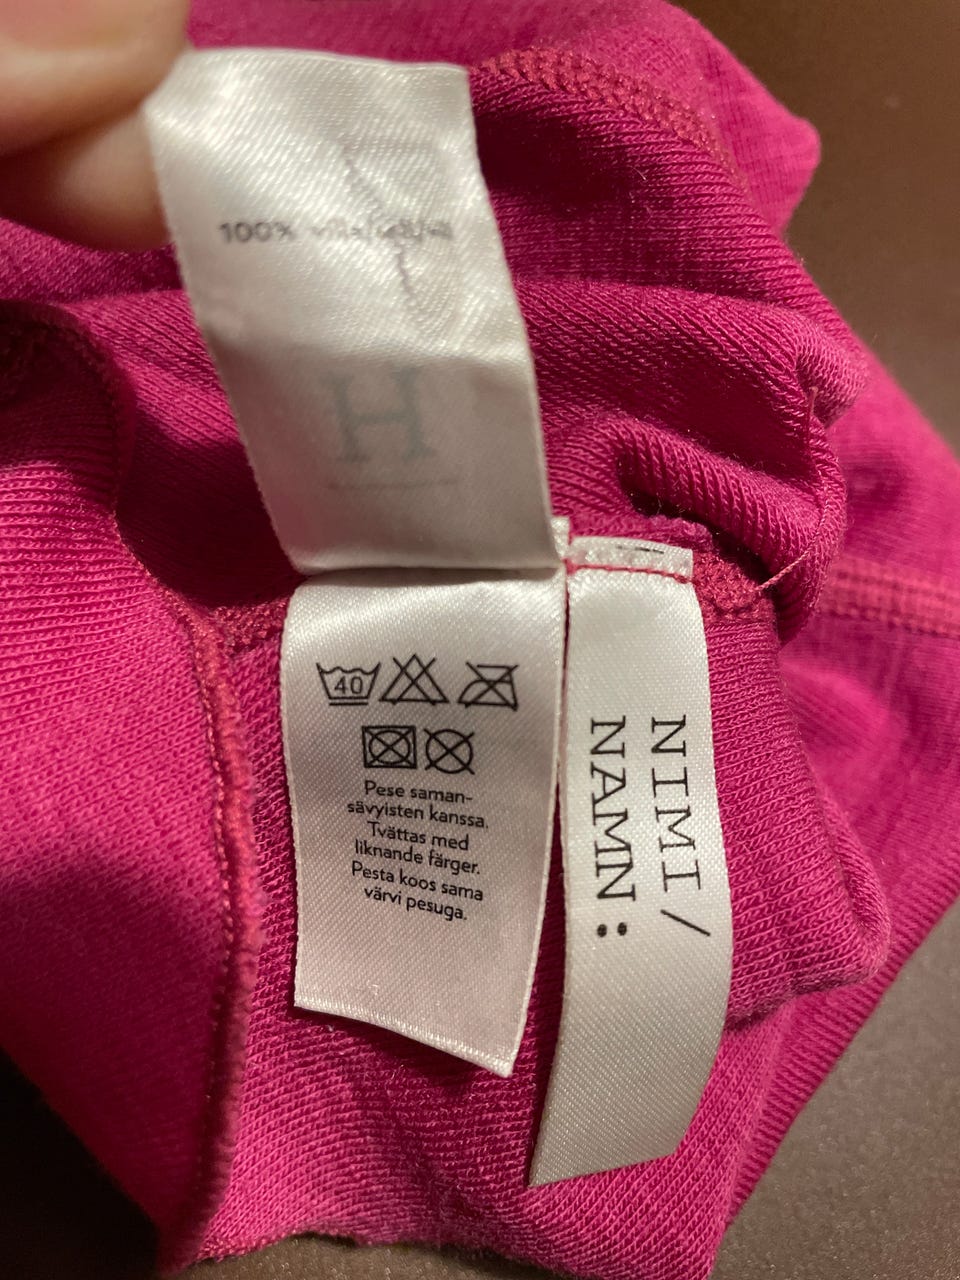 100%
H
40
Pese saman-
sävyisten kanssa.
Tvättas med
liknande färger.
Pesta koos sama
värvi pesuga.
NIMI /
NAMN: